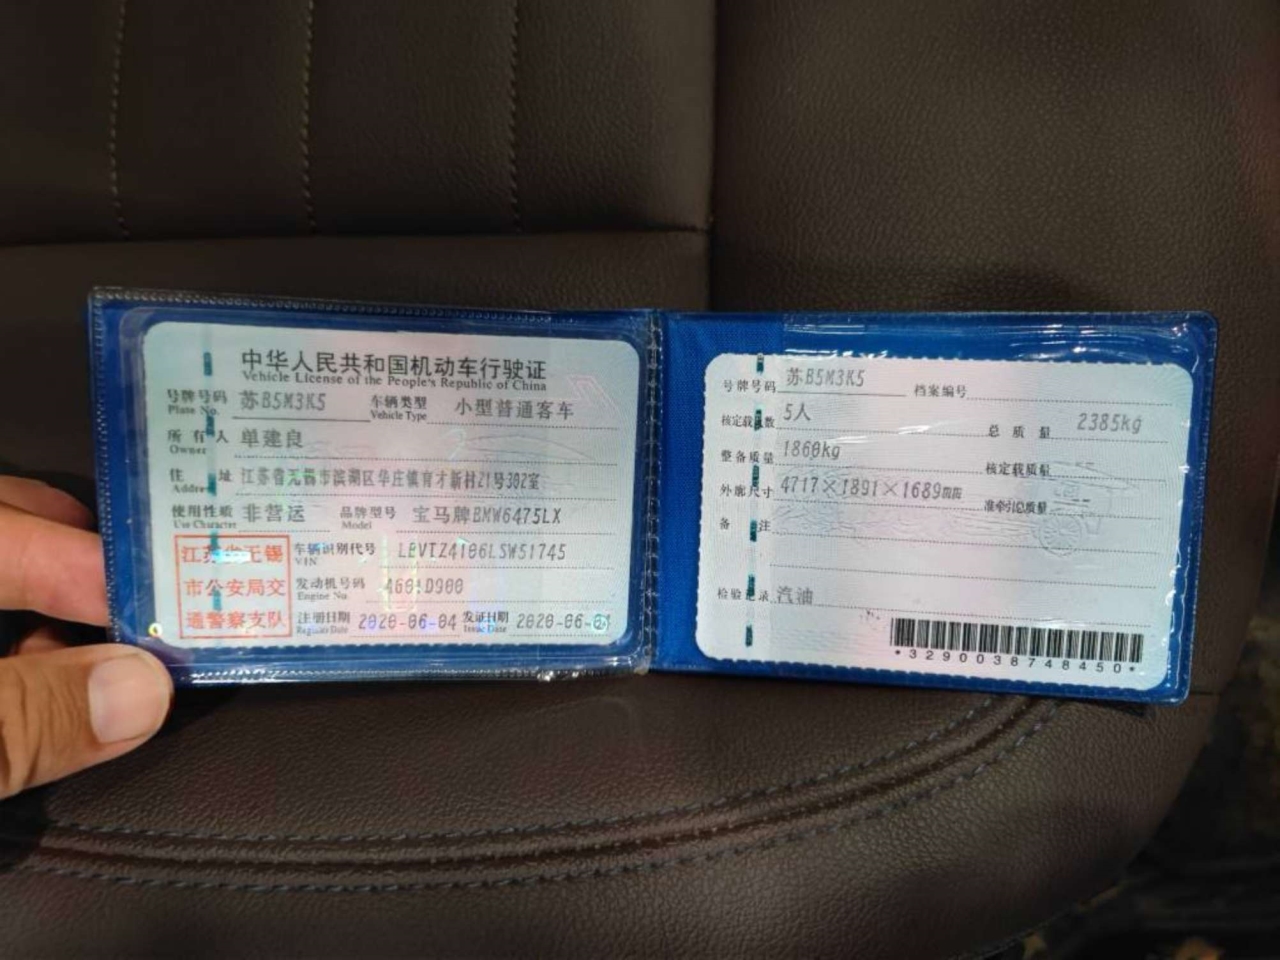 中华人民共和国机动车行驶证
Vehicle License of the People's Republic of China
号牌号码 苏B5M3K5 车辆类型 小型普通客车
Plate No. Vehicle Type
所有人 单建良
Owner
住址 江苏省无锡市滨湖区华庄镇育才新村21号302室
Address
使用性质 非营运 品牌型号 宝马牌BMW6475LX
Use Character Model
江苏省无锡
市公安局交
通警察支队
车辆识别代号 LBVTZ4106LSW51745
VIN
发动机号码
Engine No.
注册日期 2020-06-04 发证日期 2020-06-04
Register Date Issue Date
号牌号码 苏B5M3K5 档案编号
核定载人数 5人 总质量 2385kg
整备质量 1860kg 核定载质量
外廓尺寸 4717×1891×1689mm 准牵引总质量
备注
检验记录 汽油
*3290038748450*